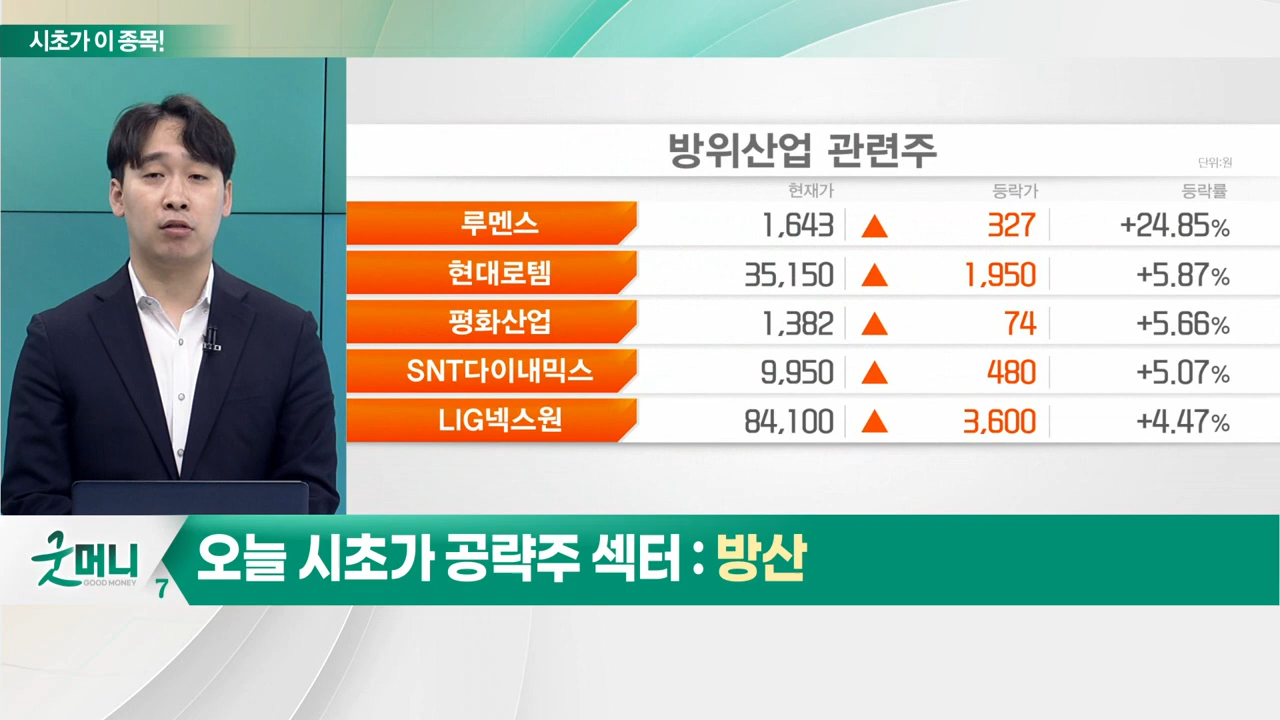 시초가 이 종목!
방위산업 관련주
단위:원
현재가 등락가 등락률
루멘스 1,643 ▲ 327 +24.85%
현대로템 35,150 ▲ 1,950 +5.87%
평화산업 1,382 ▲ 74 +5.66%
SNT다이내믹스 9,950 ▲ 480 +5.07%
LIG넥스원 84,100 ▲ 3,600 +4.47%
굿머니
GOOD MONEY
7
오늘 시초가 공략주 섹터 : 방산